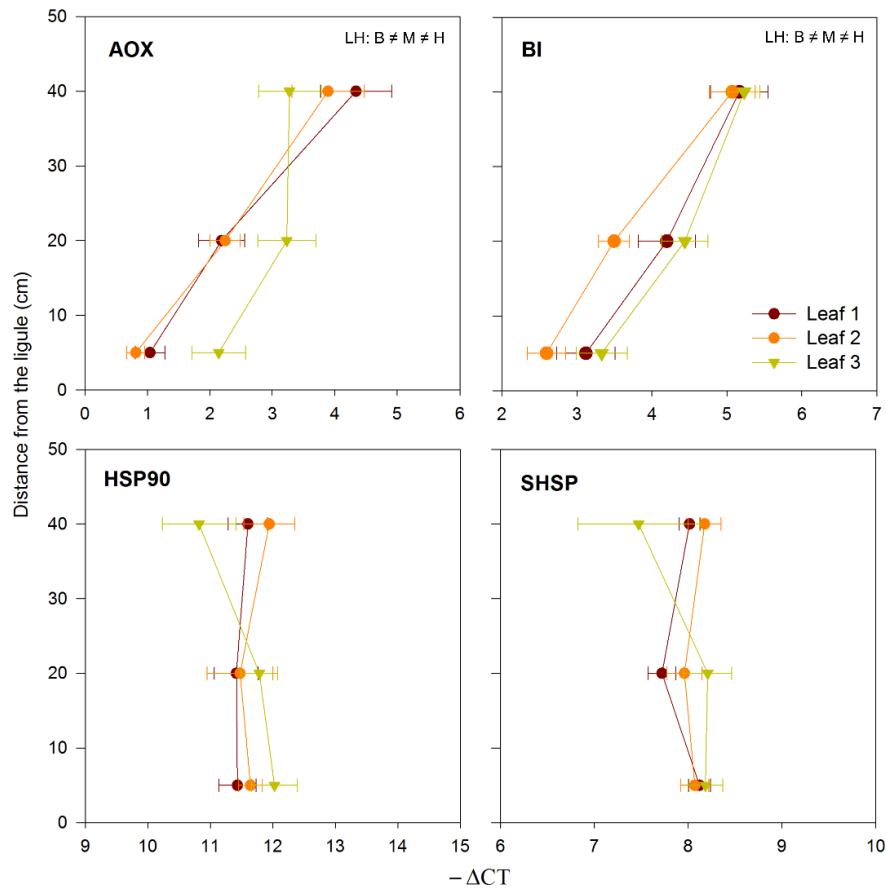 AOX
LH: B ≠ M ≠ H
BI
LH: B ≠ M ≠ H
50
40
30
20
10
0
0 1 2 3 4 5 6
2 3 4 5 6 7
Leaf 1
Leaf 2
Leaf 3
Distance from the ligule (cm)
HSP90
SHSP
50
40
30
20
10
0
9 10 11 12 13 14 15
6 7 8 9 10
− ΔCT